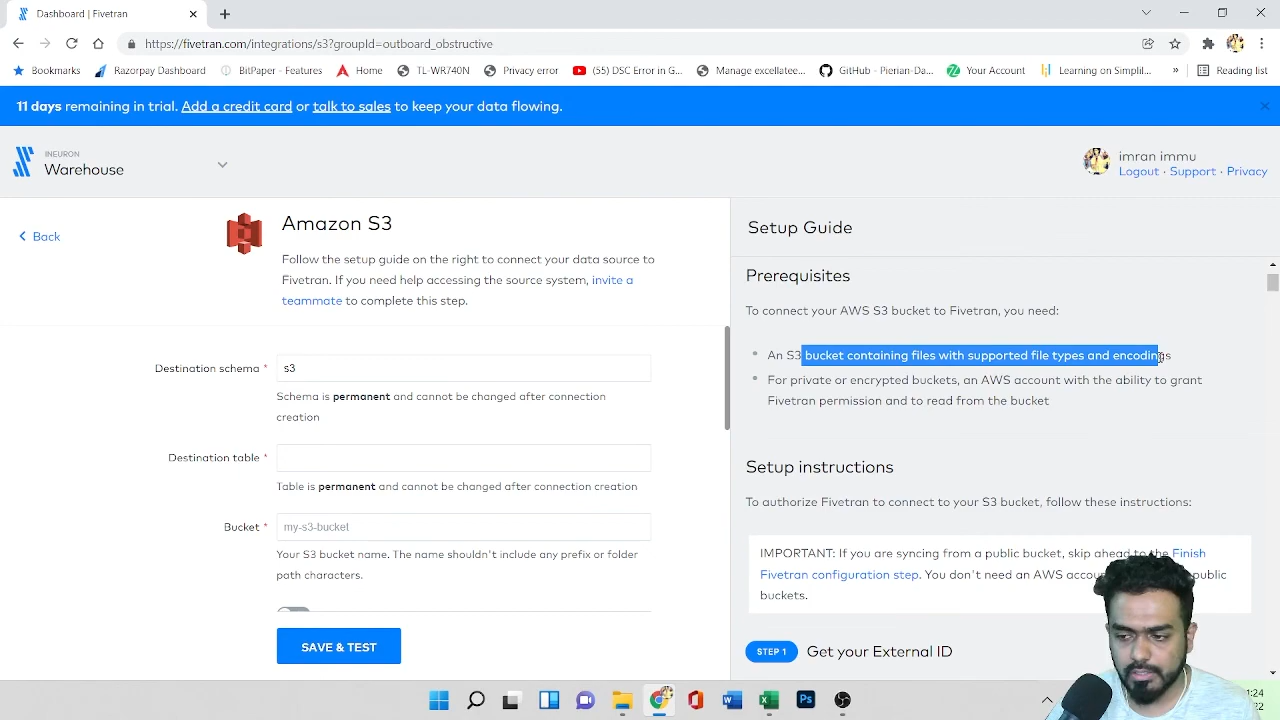 Dashboard | Fivetran
https://fivetran.com/integrations/s3?groupId=outboard_obstructive
Bookmarks
Razorpay Dashboard
BitPaper - Features
Home
TL-WR740N
Privacy error
(55) DSC Error in G...
Manage excellatee...
GitHub - Pierian-Da...
Your Account
Learning on Simplil...
»
Reading list
11 days remaining in trial. Add a credit card or talk to sales to keep your data flowing.
INEURON
Warehouse
imran immu
Logout · Support · Privacy
Back
Amazon S3
Follow the setup guide on the right to connect your data source to
Fivetran. If you need help accessing the source system, invite a
teammate to complete this step.
Destination schema *
s3
Schema is permanent and cannot be changed after connection
creation
Destination table *
Table is permanent and cannot be changed after connection creation
Bucket *
my-s3-bucket
Your S3 bucket name. The name shouldn't include any prefix or folder
path characters.
SAVE & TEST
Setup Guide
Prerequisites
To connect your AWS S3 bucket to Fivetran, you need:
An S3 bucket containing files with supported file types and encodings
For private or encrypted buckets, an AWS account with the ability to grant
Fivetran permission and to read from the bucket
Setup instructions
To authorize Fivetran to connect to your S3 bucket, follow these instructions:
IMPORTANT: If you are syncing from a public bucket, skip ahead to the Finish
Fivetran configuration step. You don't need an AWS public
buckets.
STEP 1
Get your External ID
Ps